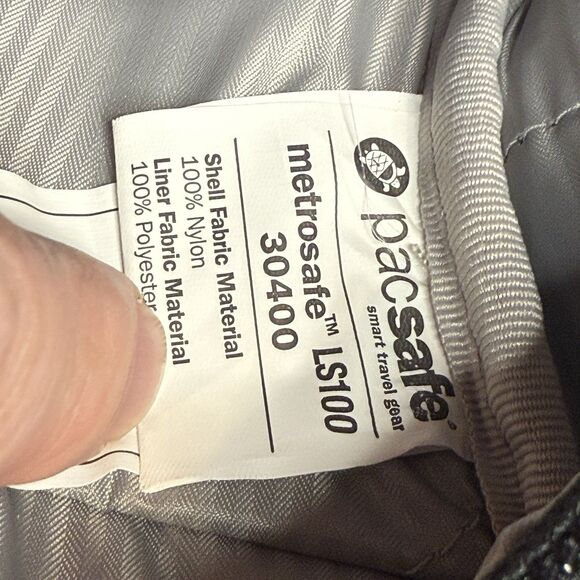 pacsafe
smart travel gear
metrosafe™ LS100
30400
Shell Fabric Material
100% Nylon
Liner Fabric Material
100% Polyester